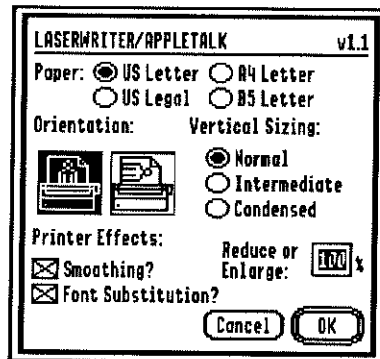 LASERWRITER/APPLETALK v1.1
Paper: US Letter A4 Letter
US Legal B5 Letter
Orientation: Vertical Sizing:
Normal
Intermediate
Condensed
Printer Effects:
Reduce or
Enlarge: 100 %
Smoothing?
Font Substitution?
Cancel OK